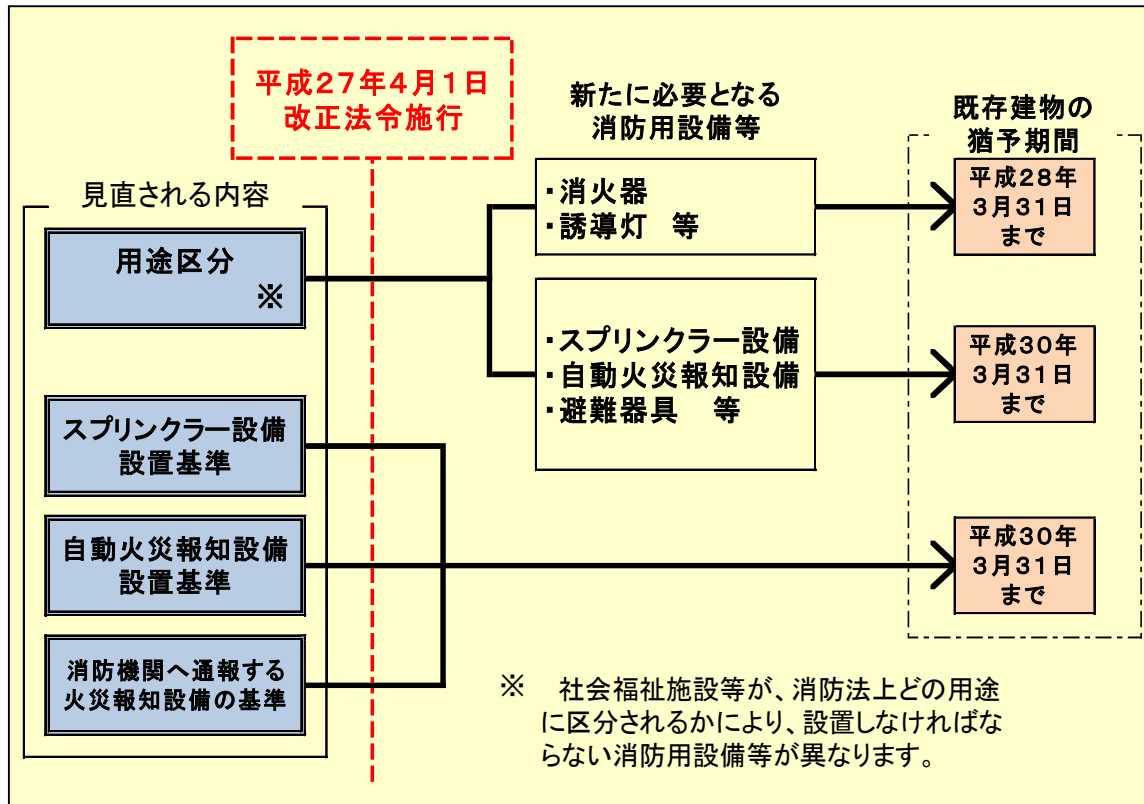 平成27年4月1日
改正法令施行
見直される内容
用途区分
※
スプリンクラー設備
設置基準
自動火災報知設備
設置基準
消防機関へ通報する
火災報知設備の基準
新たに必要となる
消防用設備等
・消火器
・誘導灯 等
・スプリンクラー設備
・自動火災報知設備
・避難器具 等
既存建物の
猶予期間
平成28年
3月31日
まで
平成30年
3月31日
まで
平成30年
3月31日
まで
※ 社会福祉施設等が、消防法上どの用途
に区分されるかにより、設置しなければな
らない消防用設備等が異なります。